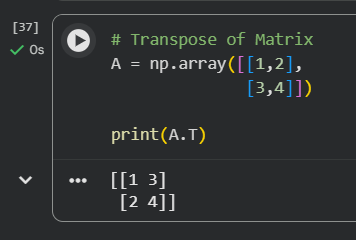 [37]
0s
# Transpose of Matrix
A = np.array([[1,2],
[3,4]])
print(A.T)
[[1 3]
[2 4]]